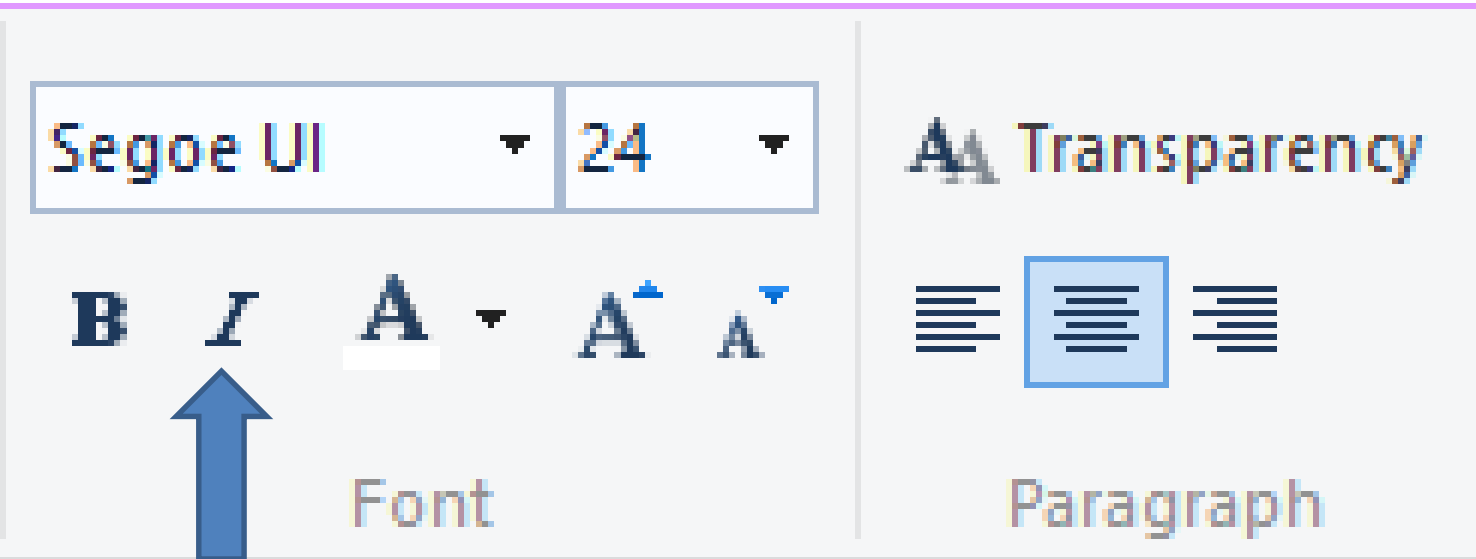 Segoe UI 24
Transparency
B I A A A
Font
Paragraph